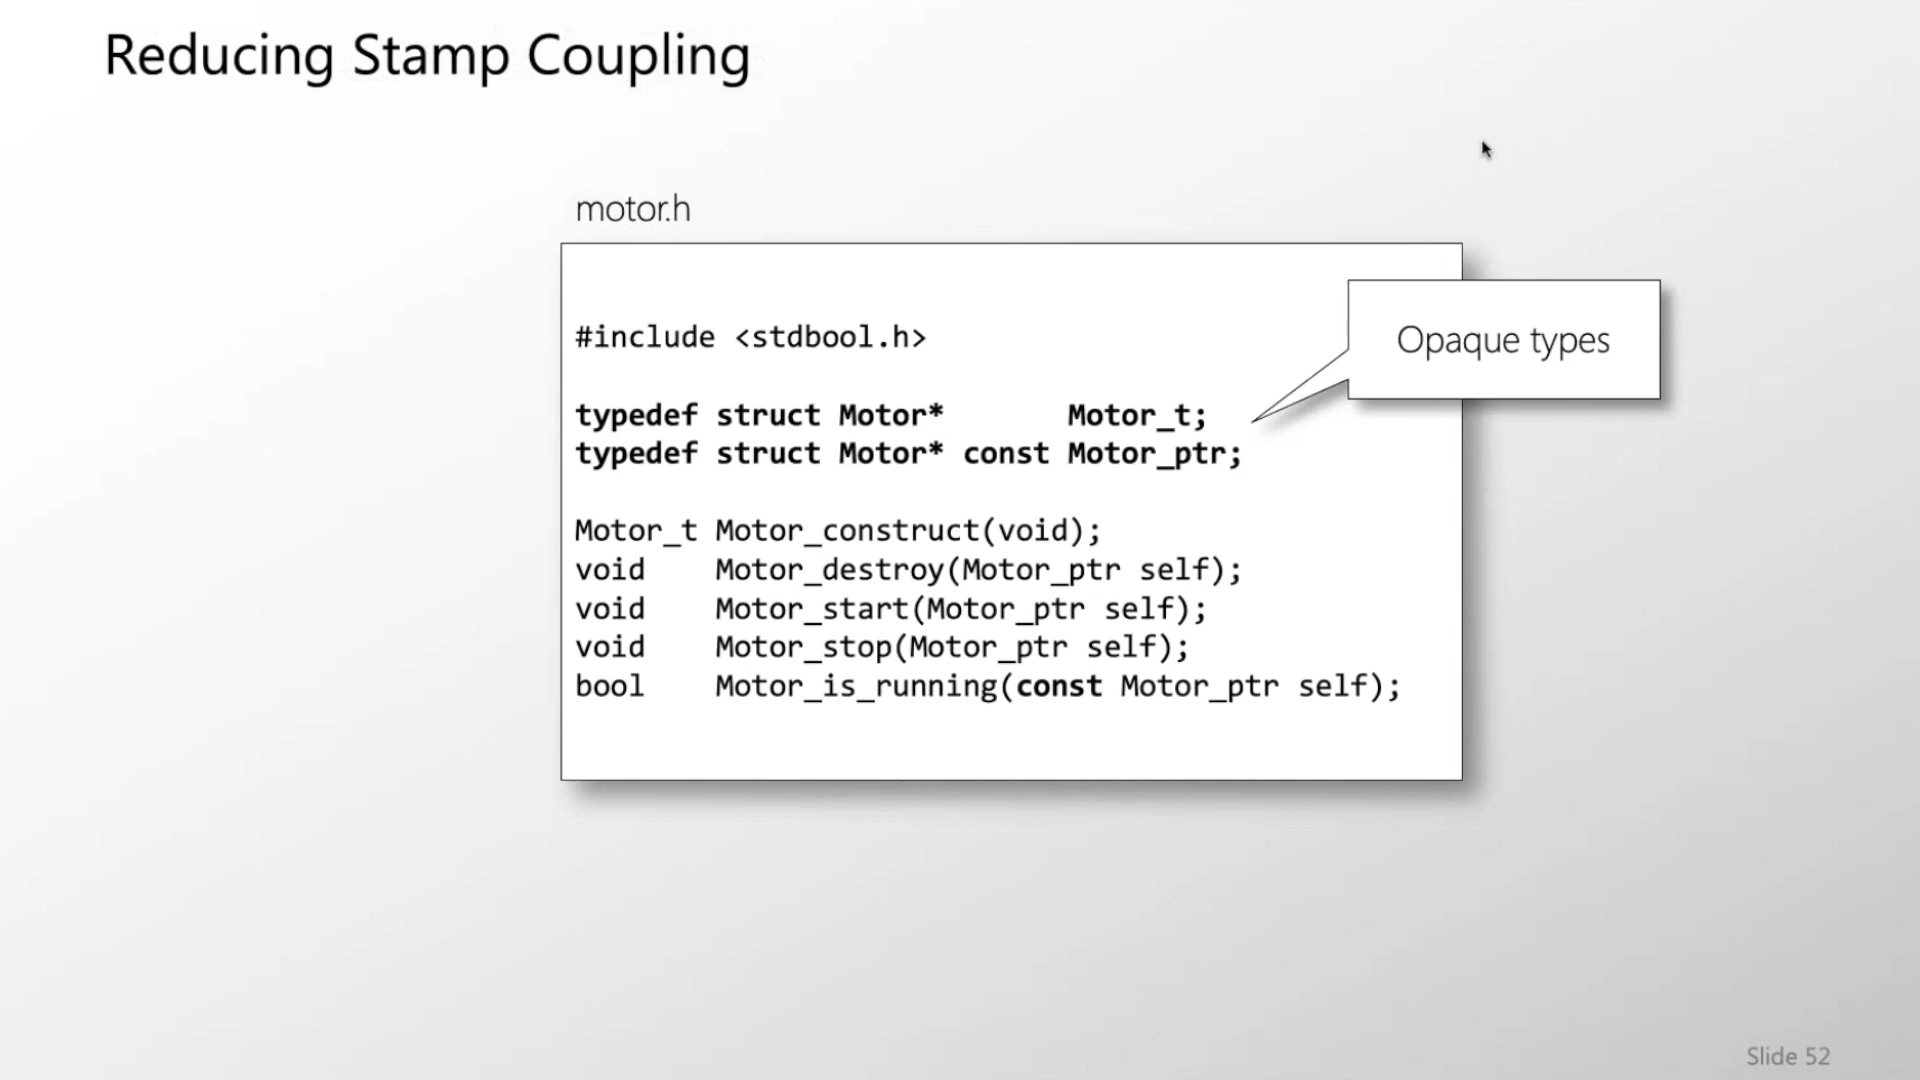 Reducing Stamp Coupling
motor.h
#include <stdbool.h>
Opaque types
typedef struct Motor*       Motor_t;
typedef struct Motor* const Motor_ptr;
Motor_t Motor_construct(void);
void    Motor_destroy(Motor_ptr self);
void    Motor_start(Motor_ptr self);
void    Motor_stop(Motor_ptr self);
bool    Motor_is_running(const Motor_ptr self);
Slide 52